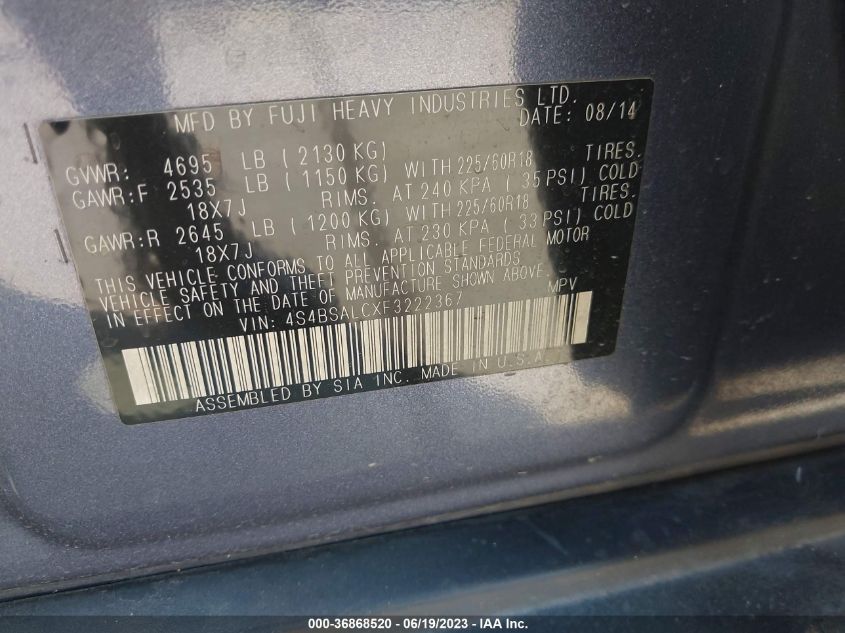 MFD BY FUJI HEAVY INDUSTRIES LTD.
DATE: 08/14
GVWR: 4695 LB (2130 KG)
GAWR:F 2535 LB (1150 KG) WITH 225/60R18 TIRES.
18X7J RIMS. AT 240 KPA (35 PSI) COLD
GAWR:R 2645 LB (1200 KG) WITH 225/60R18 TIRES.
18X7J RIMS. AT 230 KPA (33 PSI) COLD
THIS VEHICLE CONFORMS TO ALL APPLICABLE FEDERAL MOTOR
VEHICLE SAFETY AND THEFT PREVENTION STANDARDS
IN EFFECT ON THE DATE OF MANUFACTURE SHOWN ABOVE.
VIN: 4S4BSALCXF3222367 MPV
ASSEMBLED BY SIA INC. MADE IN U.S.A.
000-36868520 - 06/19/2023 - IAA Inc.